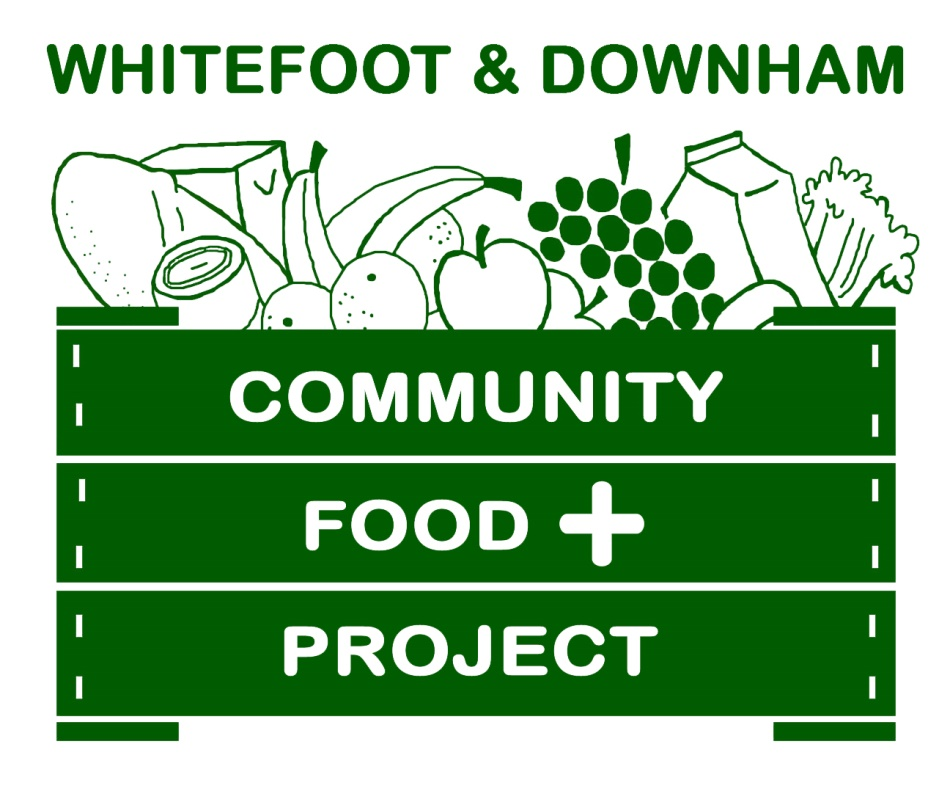 WHITEFOOT & DOWNHAM
COMMUNITY
FOOD +
PROJECT